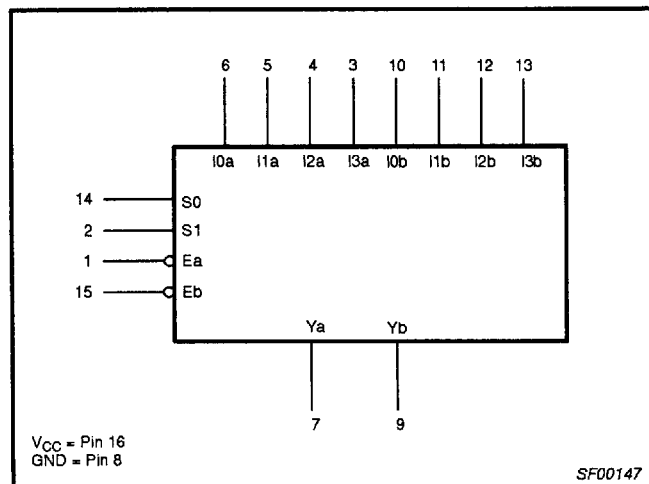 6 5 4 3 10 11 12 13
I0a I1a I2a I3a I0b I1b I2b I3b
14 S0
2 S1
1 Ea
15 Eb
Ya Yb
7 9
VCC = Pin 16
GND = Pin 8
SF00147